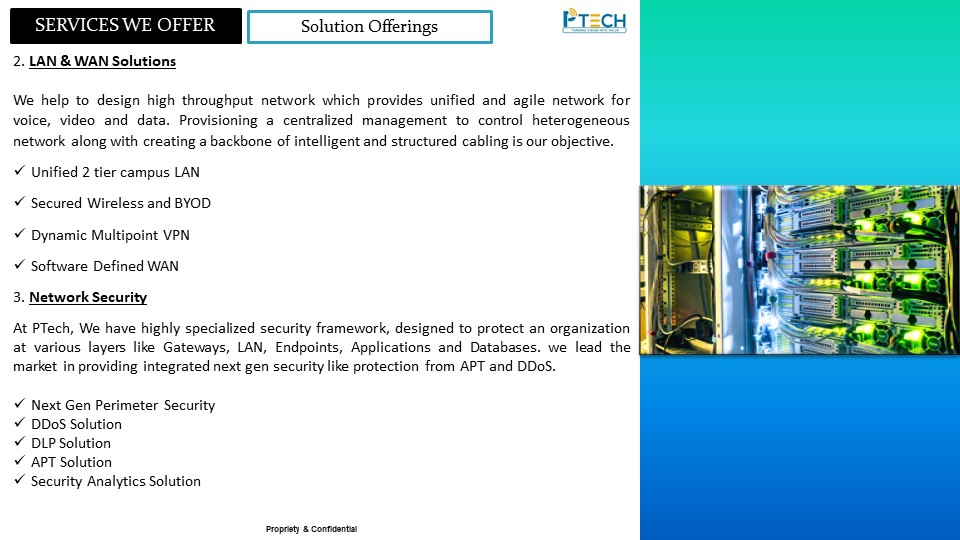 SERVICES WE OFFER
Solution Offerings
PTECH
TURNING VISION INTO VALUE
2. LAN & WAN Solutions
We help to design high throughput network which provides unified and agile network for
voice, video and data. Provisioning a centralized management to control heterogeneous
network along with creating a backbone of intelligent and structured cabling is our objective.
✓ Unified 2 tier campus LAN
✓ Secured Wireless and BYOD
✓ Dynamic Multipoint VPN
✓ Software Defined WAN
3. Network Security
At PTech, We have highly specialized security framework, designed to protect an organization
at various layers like Gateways, LAN, Endpoints, Applications and Databases. we lead the
market in providing integrated next gen security like protection from APT and DDoS.
✓ Next Gen Perimeter Security
✓ DDoS Solution
✓ DLP Solution
✓ APT Solution
✓ Security Analytics Solution
Propriety & Confidential